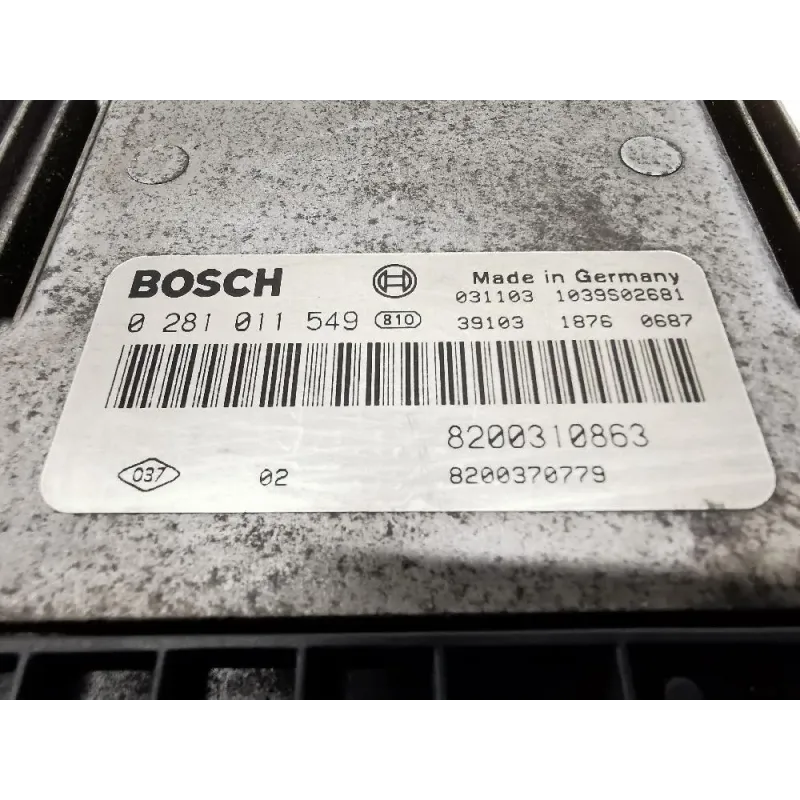 BOSCH H Made in Germany
031103 1039S02681
0 281 011 549 810 39103 1876 0687
8200310863
037 02 8200370779